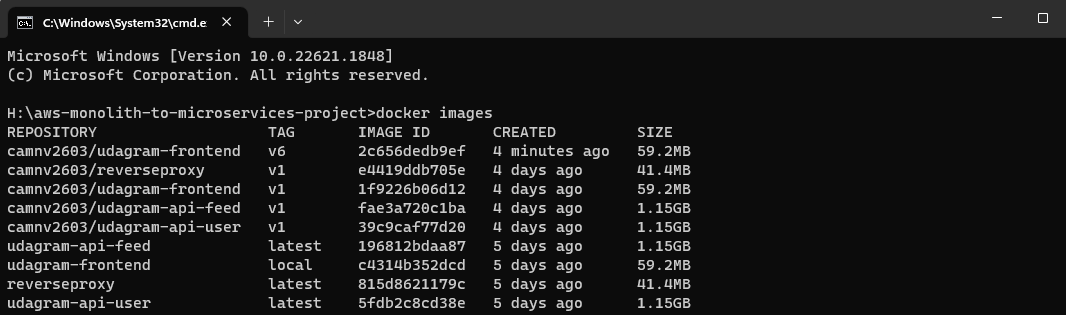 C:\Windows\System32\cmd.e
Microsoft Windows [Version 10.0.22621.1848]
(c) Microsoft Corporation. All rights reserved.
H:\aws-monolith-to-microservices-project>docker images
REPOSITORY TAG IMAGE ID CREATED SIZE
camnv2603/udagram-frontend v6 2c656dedb9ef 4 minutes ago 59.2MB
camnv2603/reverseproxy v1 e4419ddb705e 4 days ago 41.4MB
camnv2603/udagram-frontend v1 1f9226b06d12 4 days ago 59.2MB
camnv2603/udagram-api-feed v1 fae3a720c1ba 4 days ago 1.15GB
camnv2603/udagram-api-user v1 39c9caf77d20 4 days ago 1.15GB
udagram-api-feed latest 196812bdaa87 5 days ago 1.15GB
udagram-frontend local c4314b352dcd 5 days ago 59.2MB
reverseproxy latest 815d8621179c 5 days ago 41.4MB
udagram-api-user latest 5fdb2c8cd38e 5 days ago 1.15GB